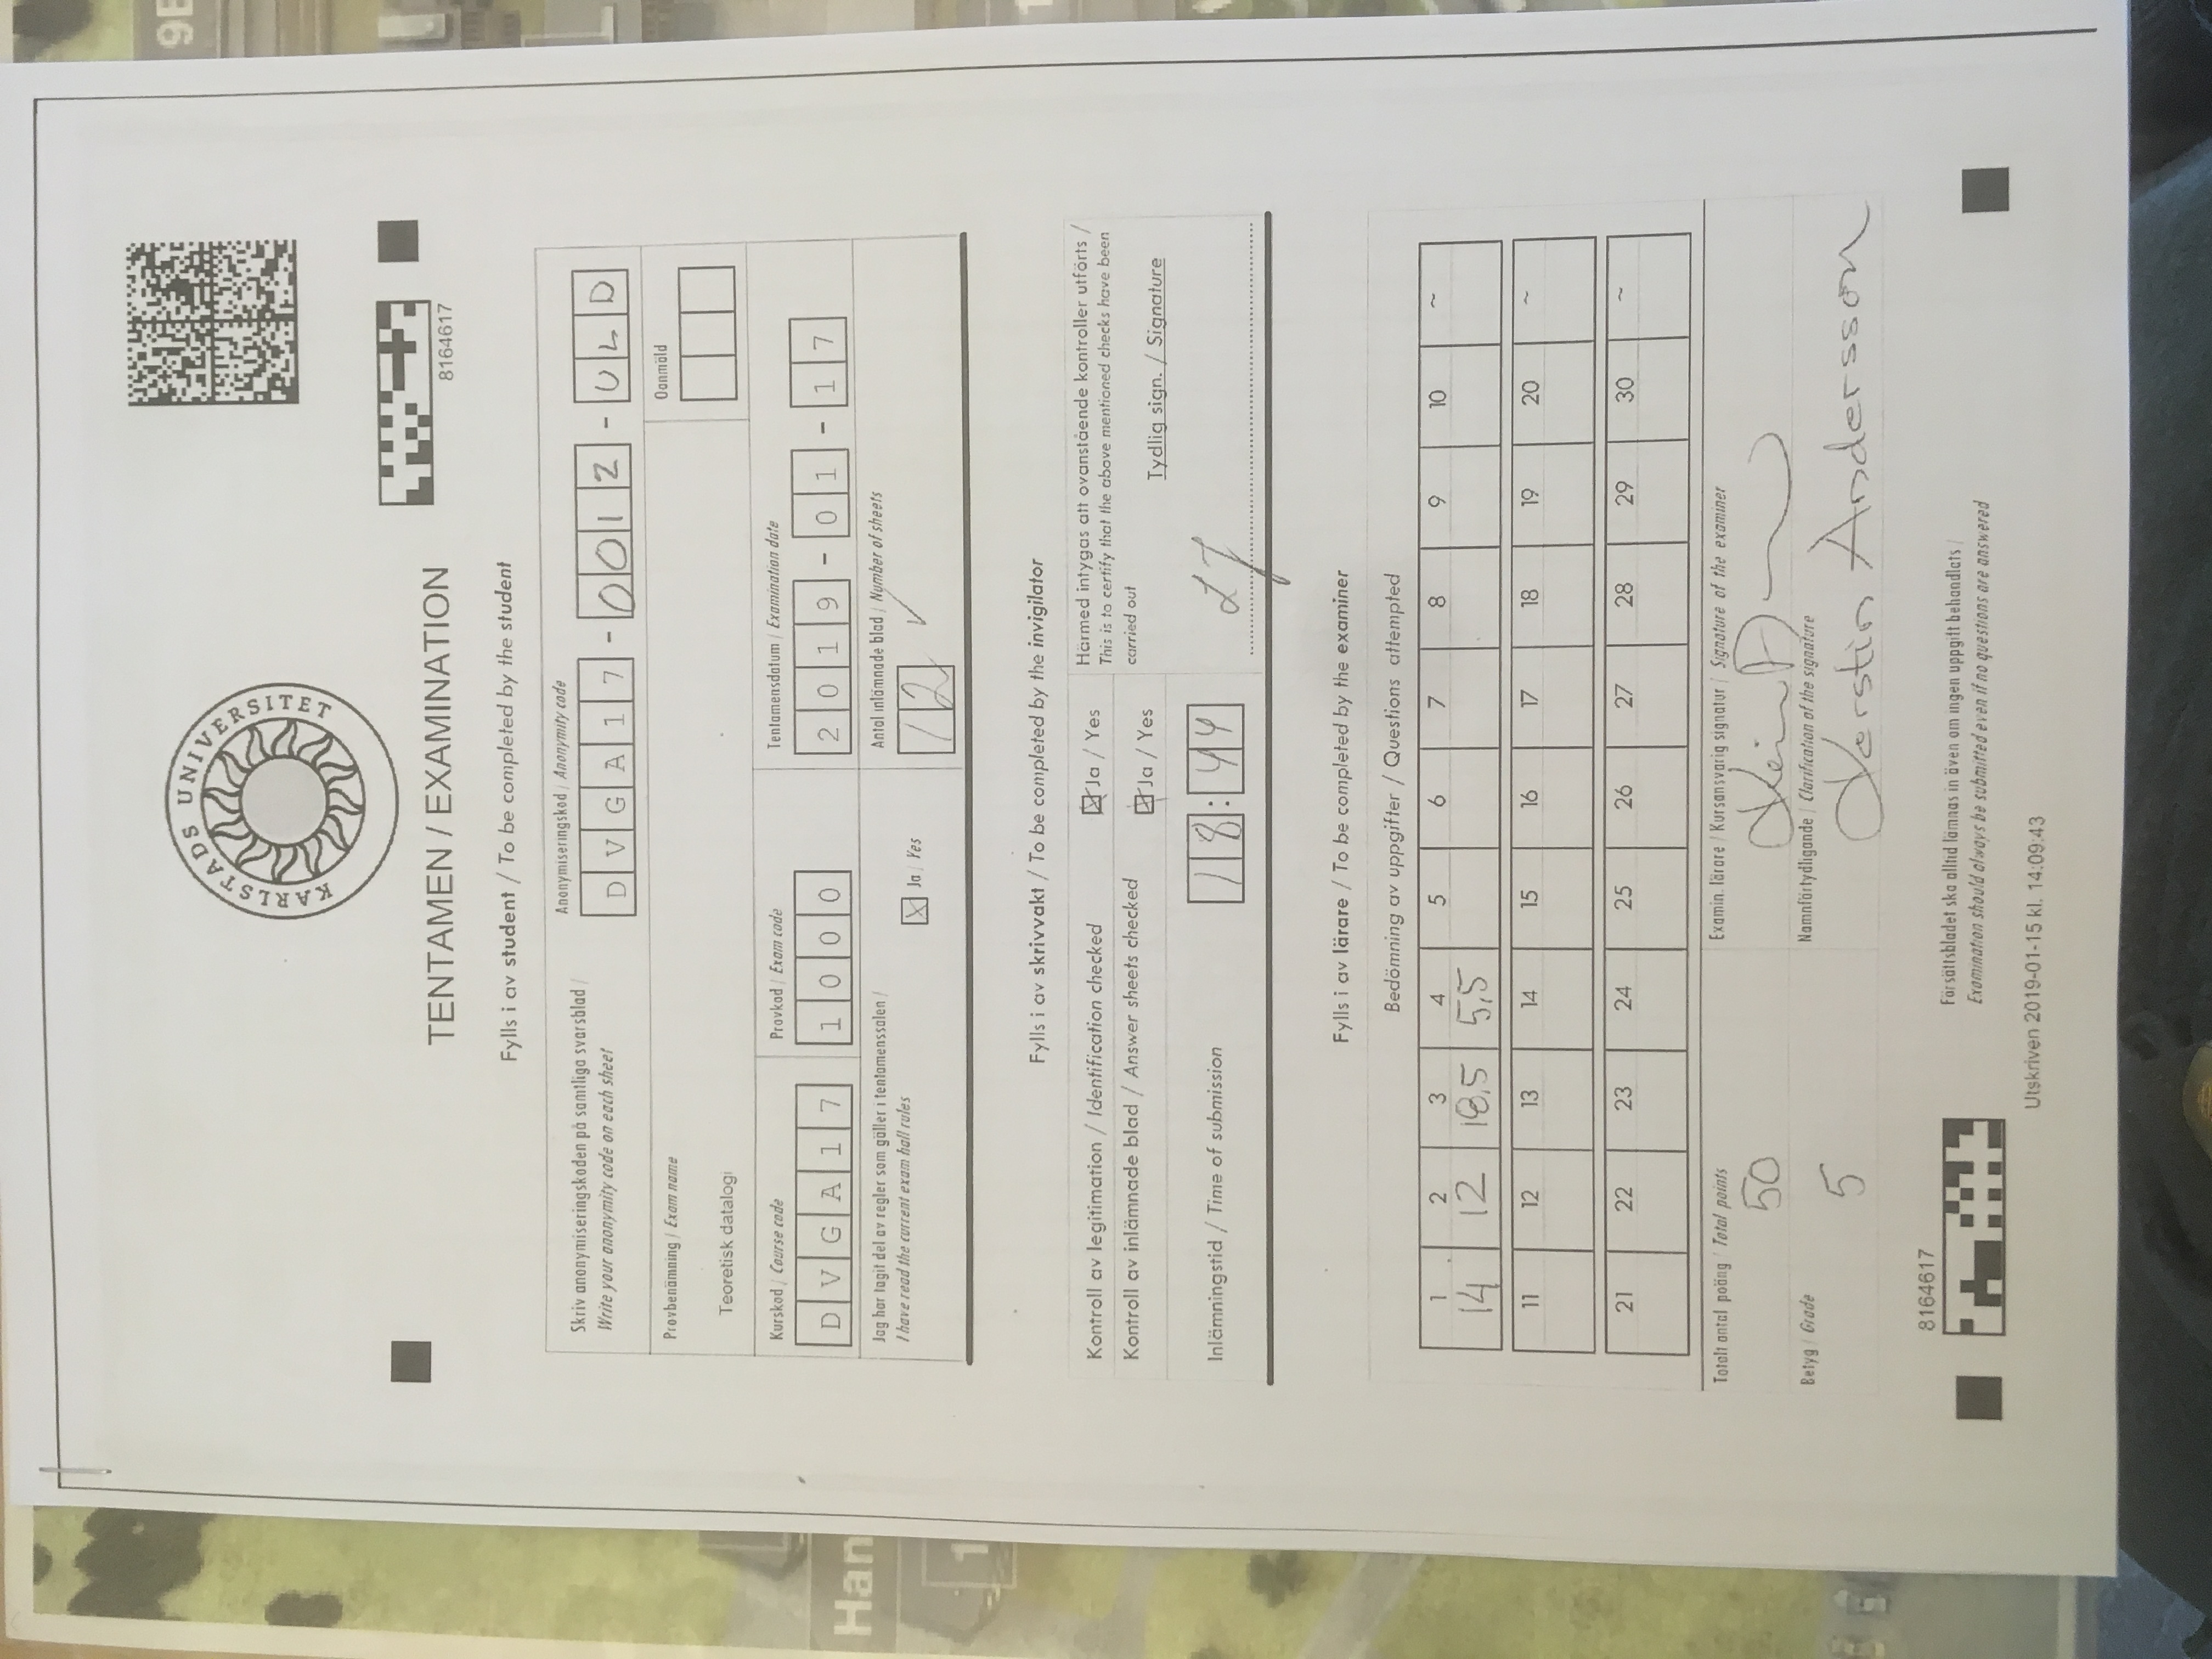 KARLSTADS UNIVERSITET
8164617
TENTAMEN / EXAMINATION
Fylls i av student / To be completed by the student
Skriv anonymiseringskoden på samtliga svarsblad /
Write your anonymity code on each sheet
Anonymiseringskod / Anonymity code
DVGA17-0012-ULD
Provbenämning / Exam name
Oanmäld
Teoretisk datalogi
Kurskod / Course code
DVGA17
Provkod / Exam code
1000
Tentamensdatum / Examination date
2019-01-17
Jag har tagit del av regler som gäller i tentamenssalen /
I have read the current exam hall rules
Ja / Yes
Antal inlämnade blad / Number of sheets
12
Fylls i av skrivvakt / To be completed by the invigilator
Kontroll av legitimation / Identification checked Ja / Yes
Kontroll av inlämnade blad / Answer sheets checked Ja / Yes
Härmed intygas att ovanstående kontroller utförts /
This is to certify that the above mentioned checks have been
carried out
Tydlig sign. / Signature
Inlämningstid / Time of submission 18:44
LJ
Fylls i av lärare / To be completed by the examiner
Bedömning av uppgifter / Questions attempted
1 2 3 4 5 6 7 8 9 10 ~
14 12 18,5 5,5
11 12 13 14 15 16 17 18 19 20 ~
21 22 23 24 25 26 27 28 29 30 ~
Totalt antal poäng / Total points
50
Examin. lärare / Kursansvarig signatur / Signature of the examiner
Betyg / Grade
5
Namnförtydligande / Clarification of the signature
Kerstin Andersson
8164617
Försättsbladet ska alltid lämnas in även om ingen uppgift behandlats /
Examination should always be submitted even if no questions are answered
Utskriven 2019-01-15 kl. 14:09:43
Han